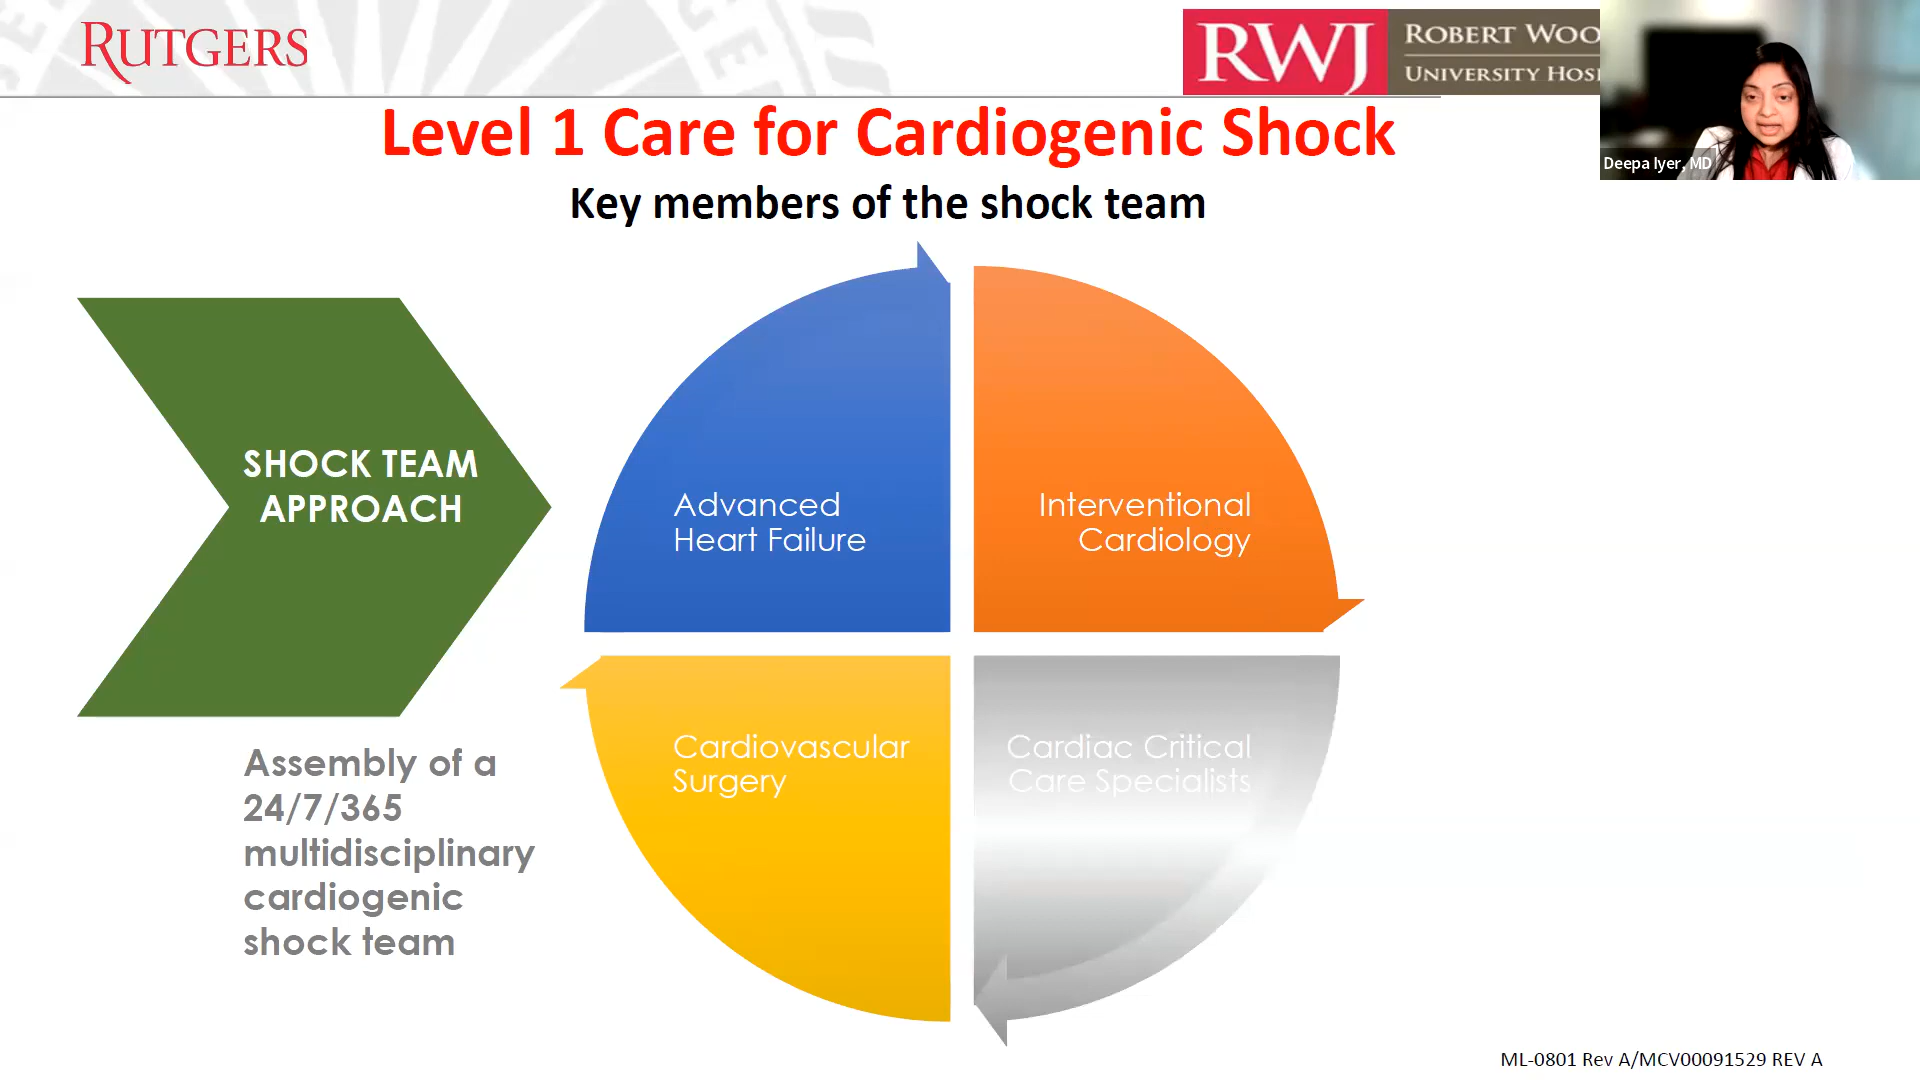 RUTGERS
RWJ
ROBERT WOO
UNIVERSITY HOSI
Deepa Iyer, MD
Level 1 Care for Cardiogenic Shock
Key members of the shock team
SHOCK TEAM
APPROACH
Advanced
Heart Failure
Interventional
Cardiology
Cardiovascular
Surgery
Cardiac Critical
Care Specialists
Assembly of a
24/7/365
multidisciplinary
cardiogenic
shock team
ML-0801 Rev A/MCV00091529 REV A